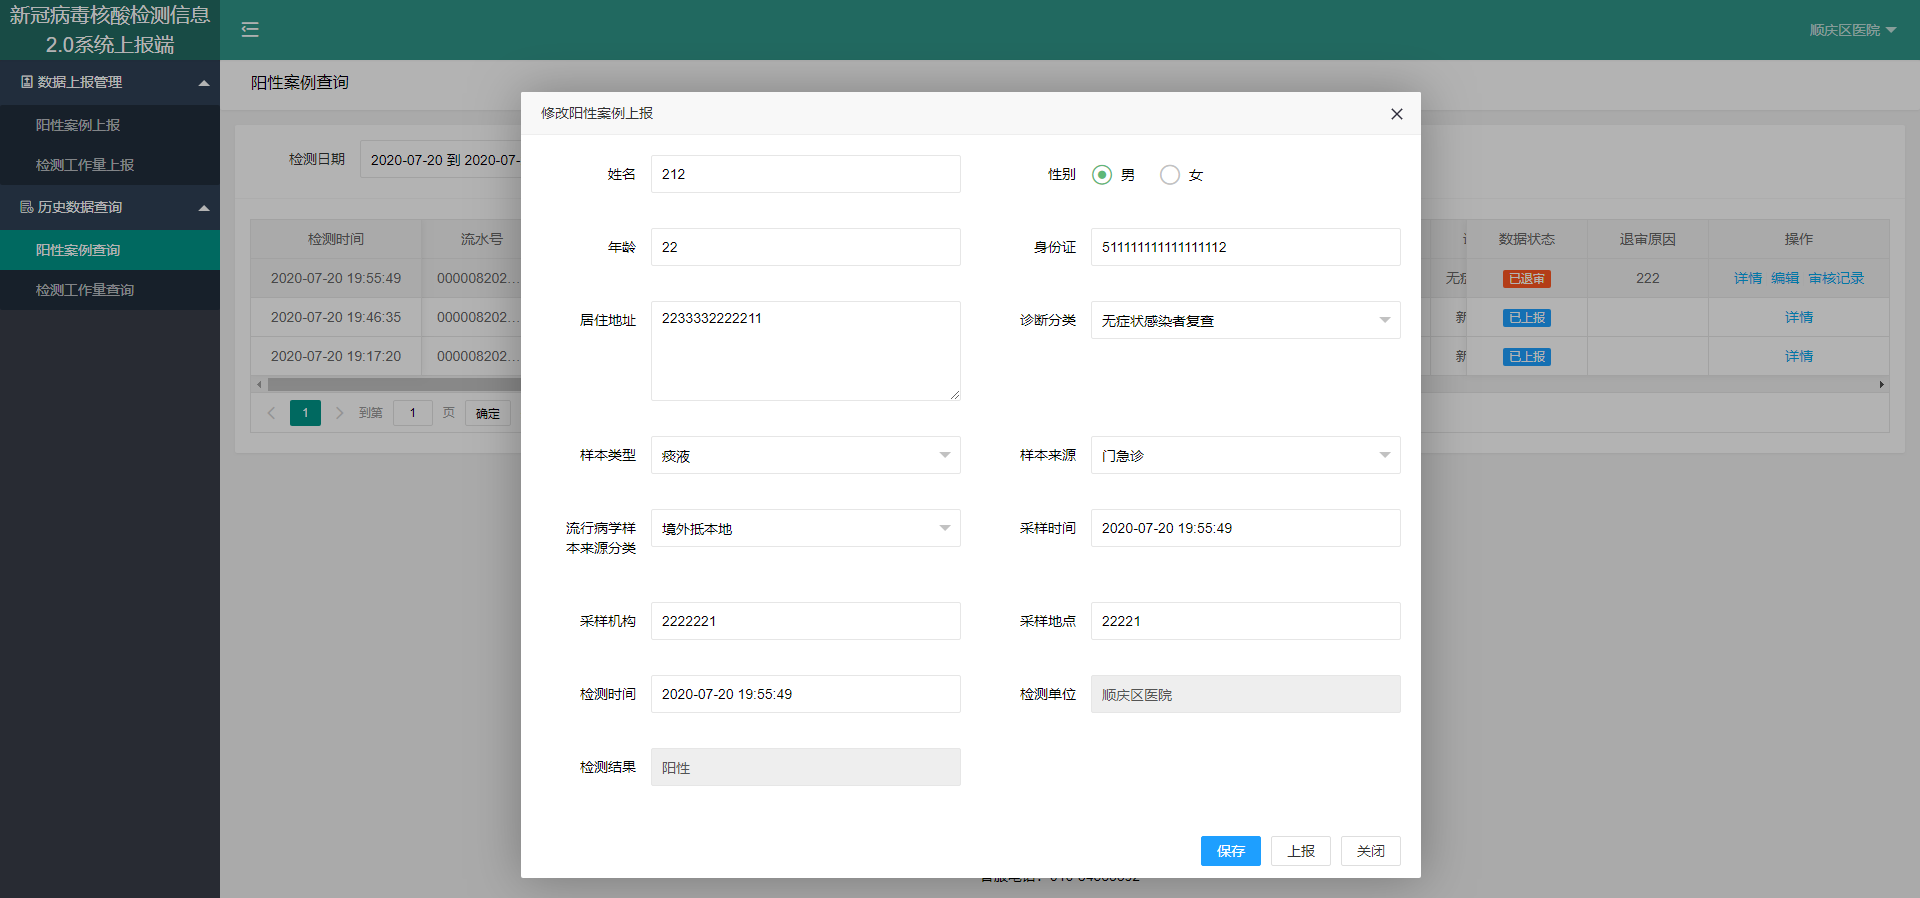 新冠病毒核酸检测信息
2.0系统上报端
顺庆区医院
数据上报管理
阳性案例上报
检测工作量上报
历史数据查询
阳性案例查询
检测工作量查询
阳性案例查询
检测日期 2020-07-20 到 2020-07-
检测时间 流水号 数据状态 退审原因 操作
2020-07-20 19:55:49 000008202... 无症 已退审 222 详情 编辑 审核记录
2020-07-20 19:46:35 000008202... 新 已上报 详情
2020-07-20 19:17:20 000008202... 新 已上报 详情
1 到第 1 页 确定
修改阳性案例上报
姓名 212 性别 男 女
年龄 22 身份证 511111111111111112
居住地址 2233332222211 诊断分类 无症状感染者复查
样本类型 痰液 样本来源 门急诊
流行病学样
本来源分类 境外抵本地 采样时间 2020-07-20 19:55:49
采样机构 2222221 采样地点 22221
检测时间 2020-07-20 19:55:49 检测单位 顺庆区医院
检测结果 阳性
保存 上报 关闭